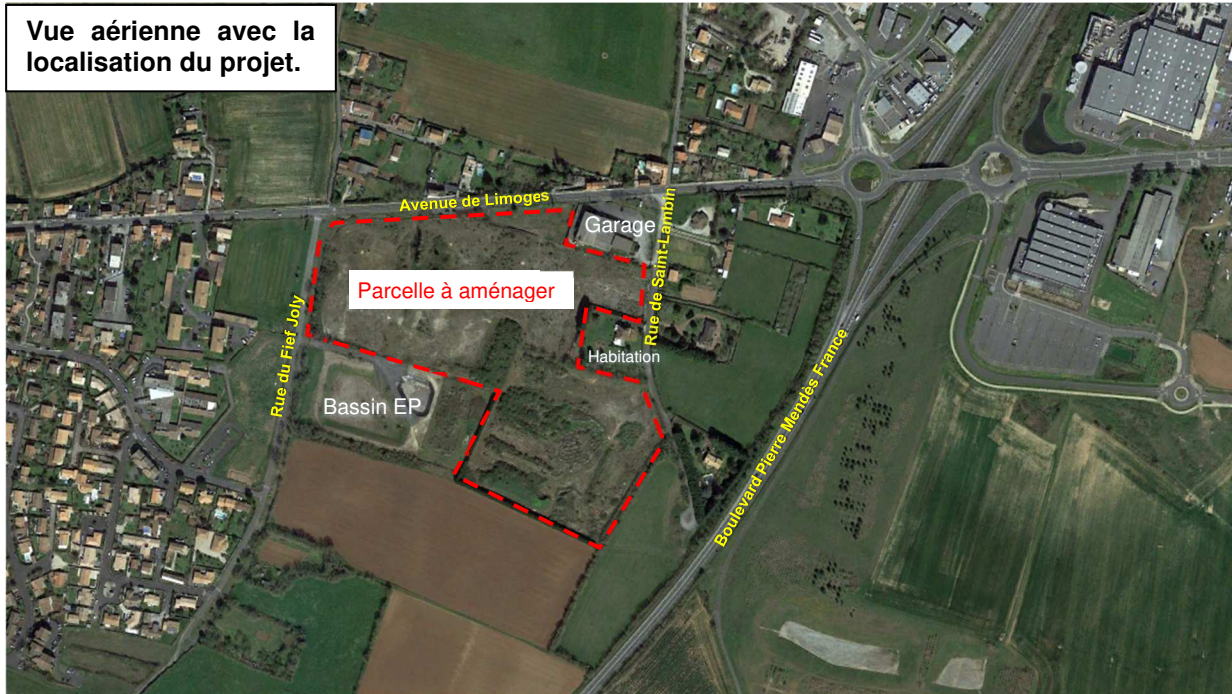 Vue aérienne avec la
localisation du projet.
Avenue de Limoges
Garage
Rue de Saint-Lambin
Parcelle à aménager
Rue du Fief Joly
Habitation
Bassin EP
Boulevard Pierre Mendès France